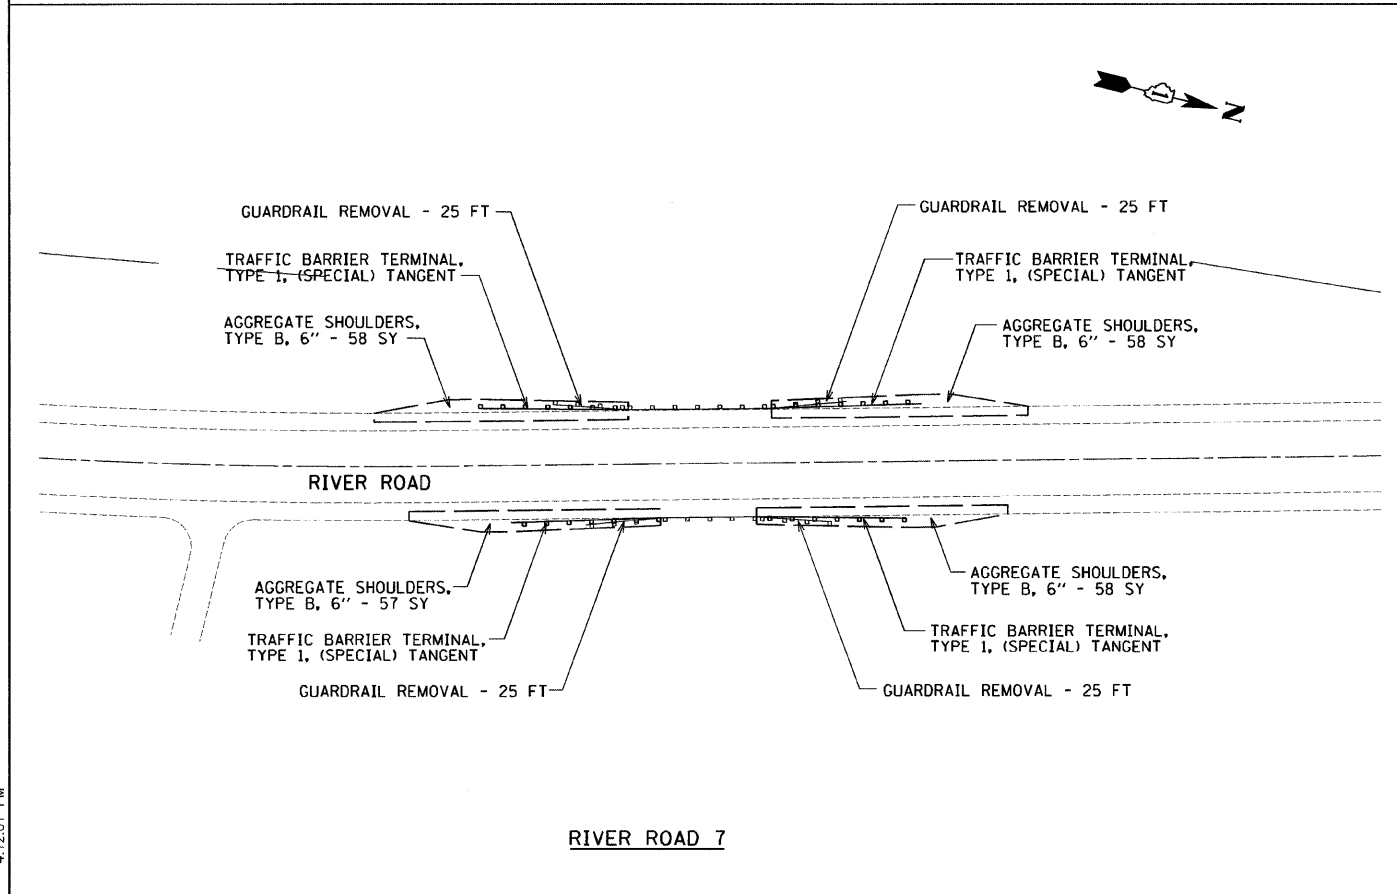 N
GUARDRAIL REMOVAL - 25 FT
TRAFFIC BARRIER TERMINAL,
TYPE 1, (SPECIAL) TANGENT
AGGREGATE SHOULDERS,
TYPE B, 6" - 58 SY
GUARDRAIL REMOVAL - 25 FT
TRAFFIC BARRIER TERMINAL,
TYPE 1, (SPECIAL) TANGENT
AGGREGATE SHOULDERS,
TYPE B, 6" - 58 SY
RIVER ROAD
AGGREGATE SHOULDERS,
TYPE B, 6" - 57 SY
TRAFFIC BARRIER TERMINAL,
TYPE 1, (SPECIAL) TANGENT
GUARDRAIL REMOVAL - 25 FT
AGGREGATE SHOULDERS,
TYPE B, 6" - 58 SY
TRAFFIC BARRIER TERMINAL,
TYPE 1, (SPECIAL) TANGENT
GUARDRAIL REMOVAL - 25 FT
RIVER ROAD 7